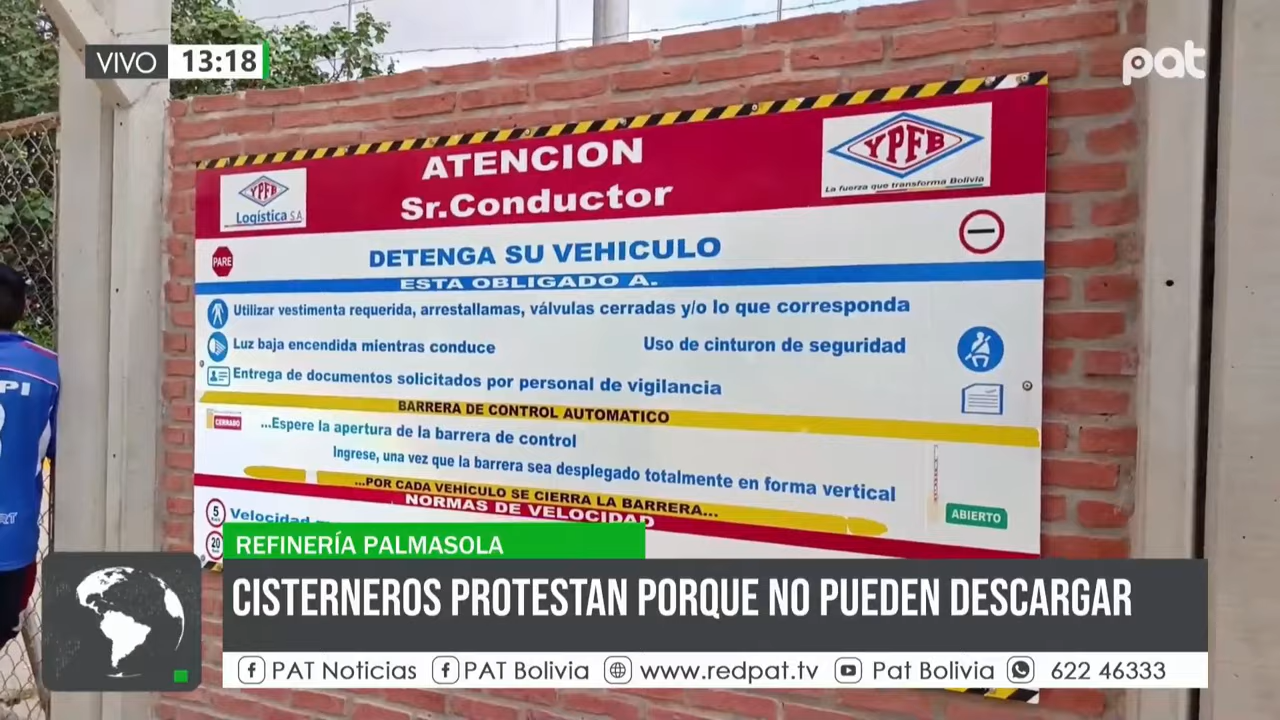 VIVO 13:18
pat
ATENCION
Sr.Conductor
YPFB
Logística S.A.
YPFB
La fuerza que transforma Bolivia
PARE
DETENGA SU VEHICULO
ESTA OBLIGADO A.
Utilizar vestimenta requerida, arrestallamas, válvulas cerradas y/o lo que corresponda
Luz baja encendida mientras conduce
Uso de cinturon de seguridad
Entrega de documentos solicitados por personal de vigilancia
BARRERA DE CONTROL AUTOMATICO
CERRADO
...Espere la apertura de la barrera de control
Ingrese, una vez que la barrera sea desplegado totalmente en forma vertical
...POR CADA VEHÍCULO SE CIERRA LA BARRERA...
ABIERTO
NORMAS DE VELOCIDAD
5
Velocidad
20
PI
REFINERÍA PALMASOLA
CISTERNEROS PROTESTAN PORQUE NO PUEDEN DESCARGAR
PAT Noticias PAT Bolivia www.redpat.tv Pat Bolivia 622 46333